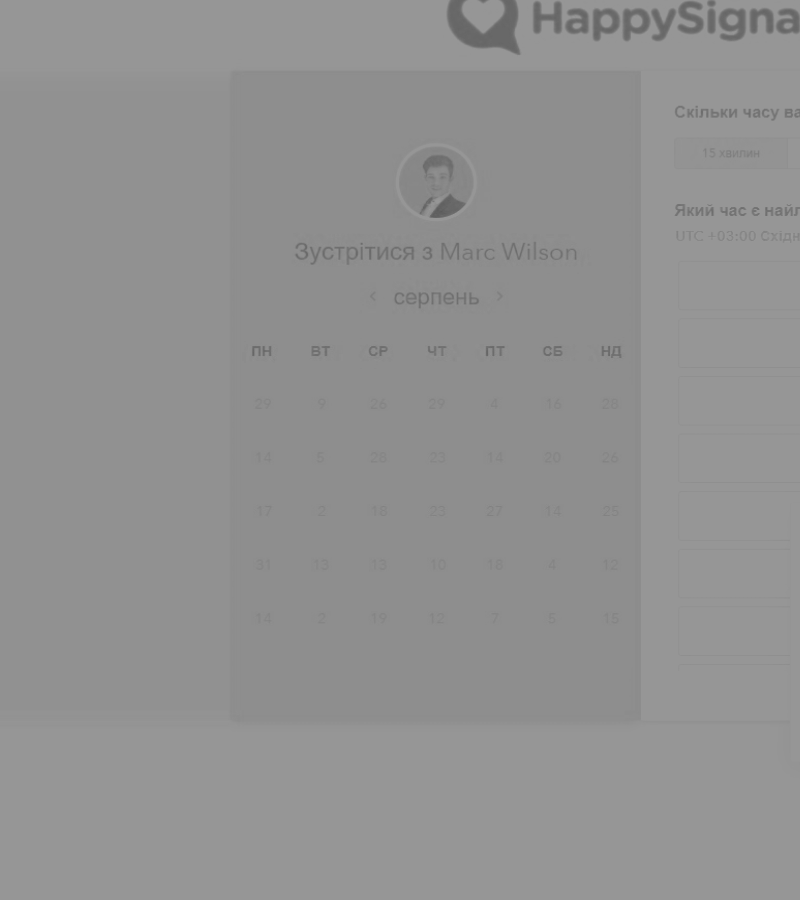 HappySigna
Зустрітися з Marc Wilson
серпень
ПН ВТ СР ЧТ ПТ СБ НД
29 9 26 29 4 16 28
14 5 28 23 14 20 26
17 2 18 23 27 14 25
31 13 13 10 18 4 12
14 2 19 12 7 5 15
Скільки часу ва
15 хвилин
Який час є найл
UTC +03:00 Східн